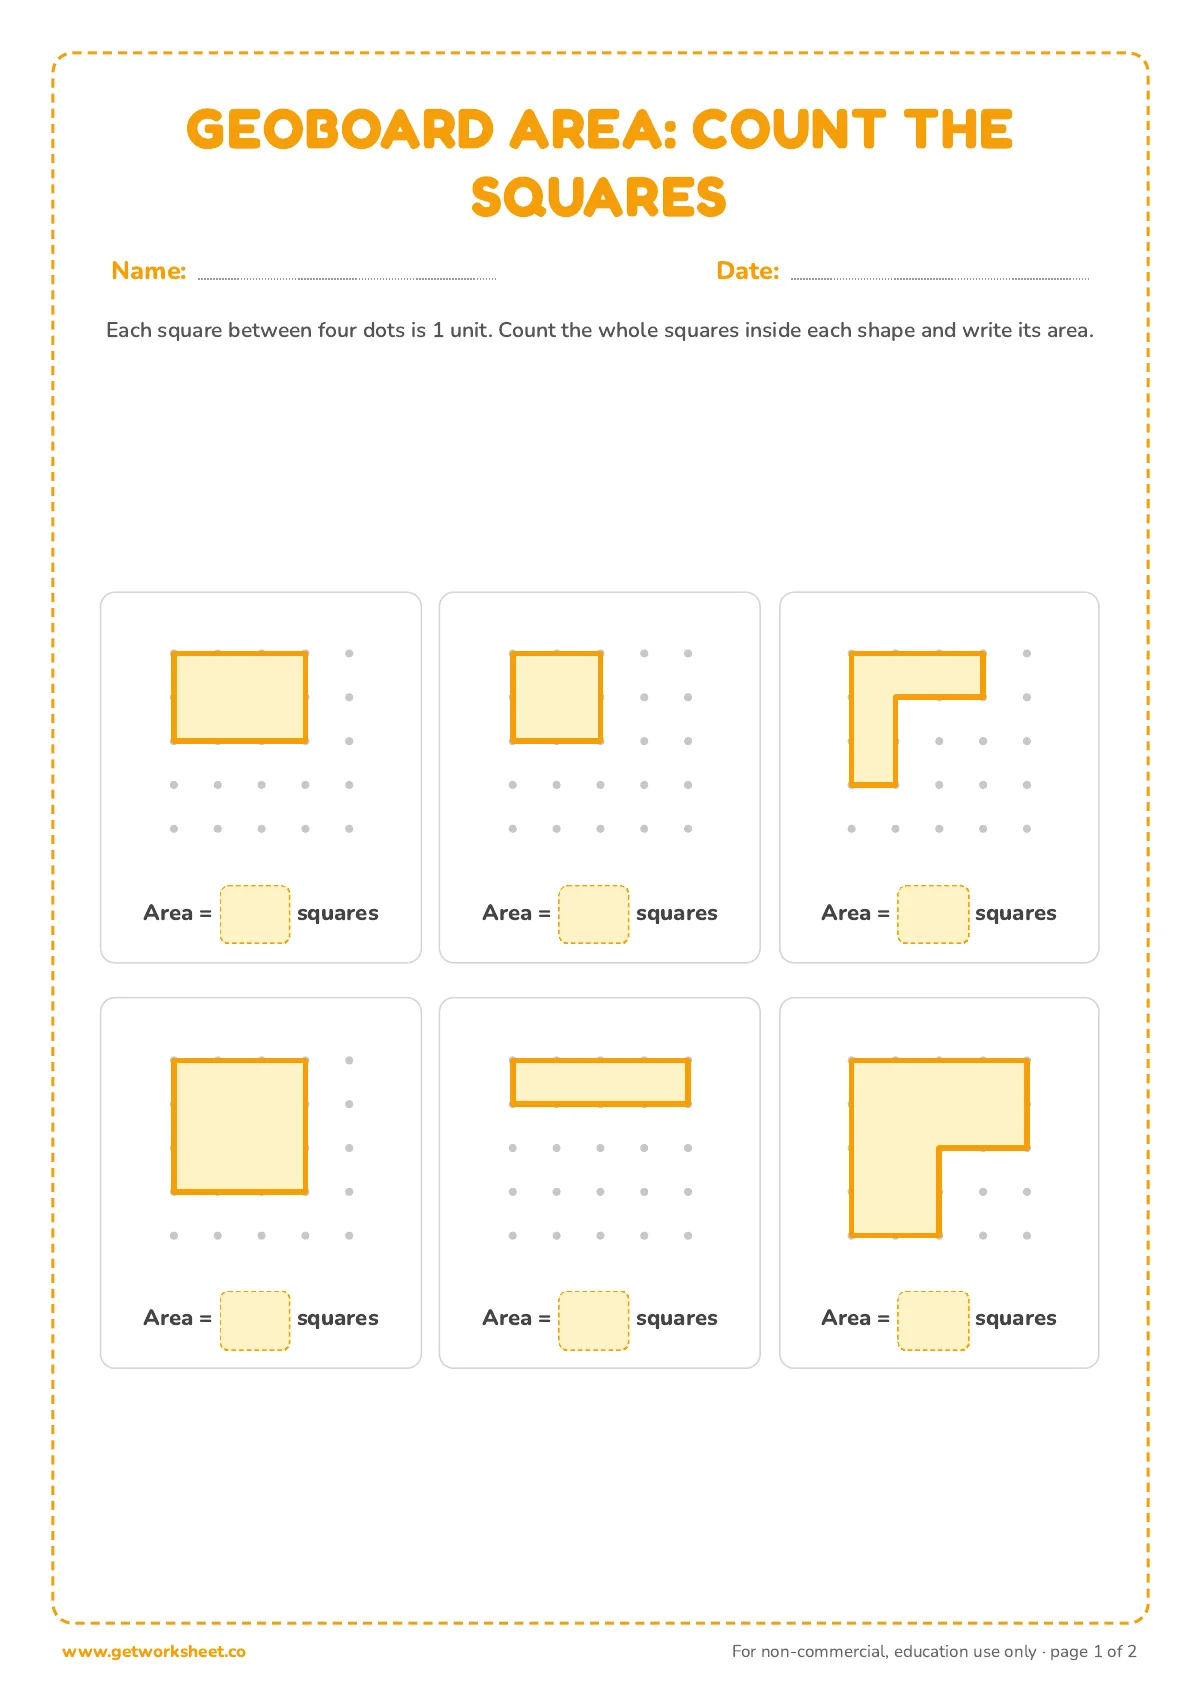 GEOBOARD AREA: COUNT THE
SQUARES
Name:
Date:
Each square between four dots is 1 unit. Count the whole squares inside each shape and write its area.
Area = squares
Area = squares
Area = squares
Area = squares
Area = squares
Area = squares
www.getworksheet.co
For non-commercial, education use only · page 1 of 2